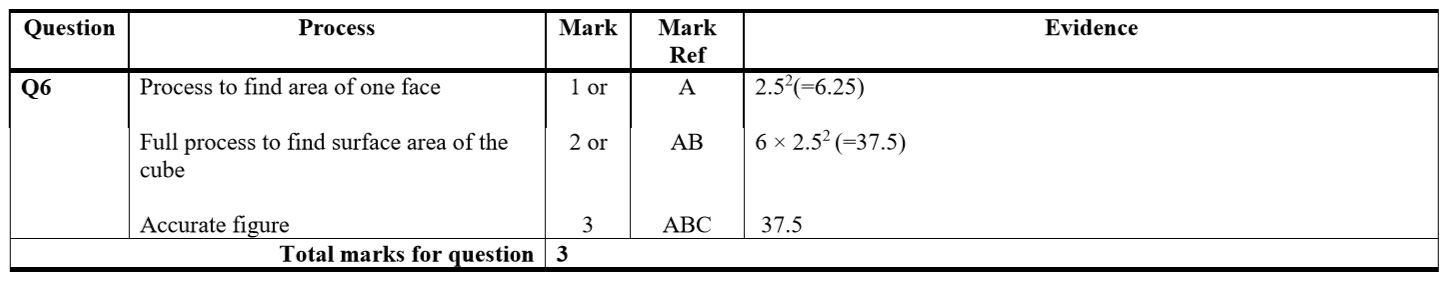 Question Process Mark Mark Ref Evidence
Q6 Process to find area of one face 1 or A 2.5²(=6.25)
Full process to find surface area of the cube 2 or AB 6 × 2.5² (=37.5)
Accurate figure 3 ABC 37.5
Total marks for question 3